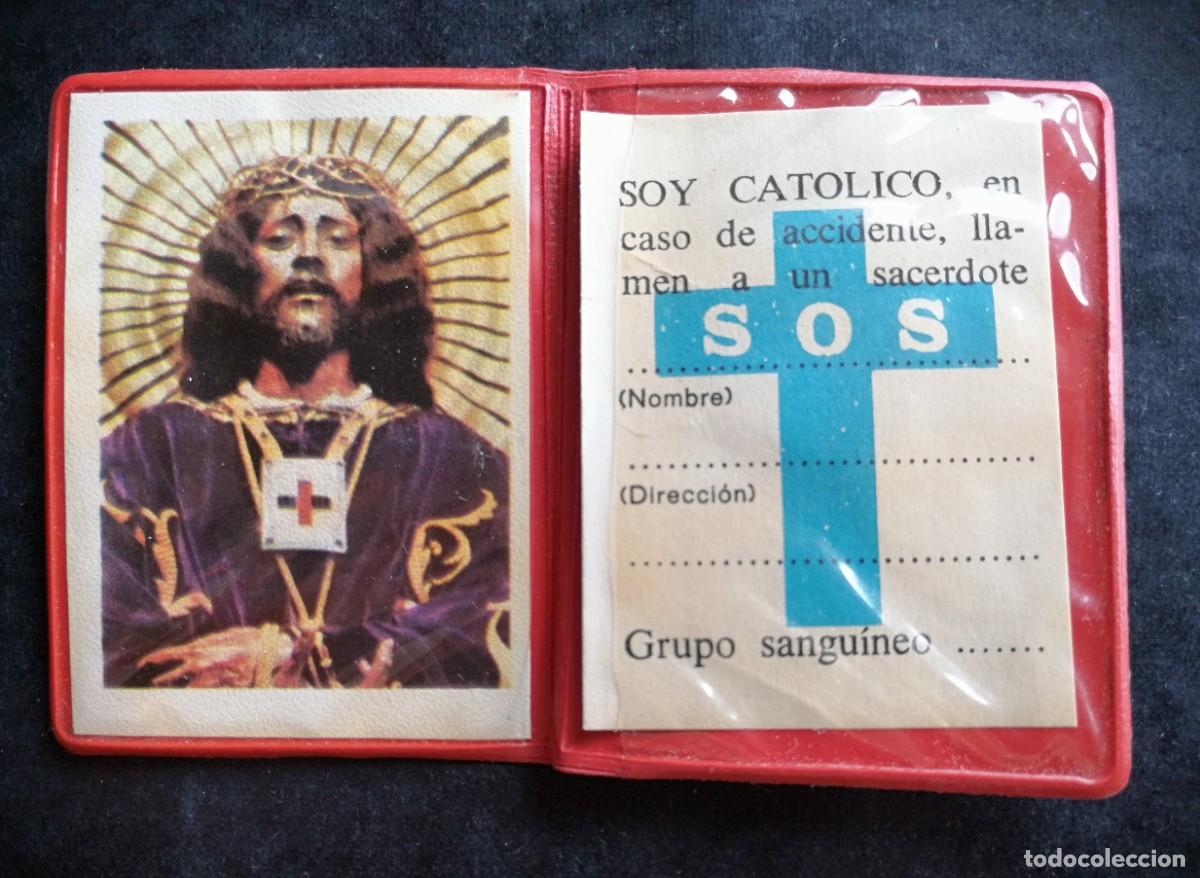 SOY CATOLICO, en
caso de accidente, lla-
men a un sacerdote
SOS
................................
(Nombre)
................................
(Dirección)
................................
Grupo sanguíneo .......
todocoleccion